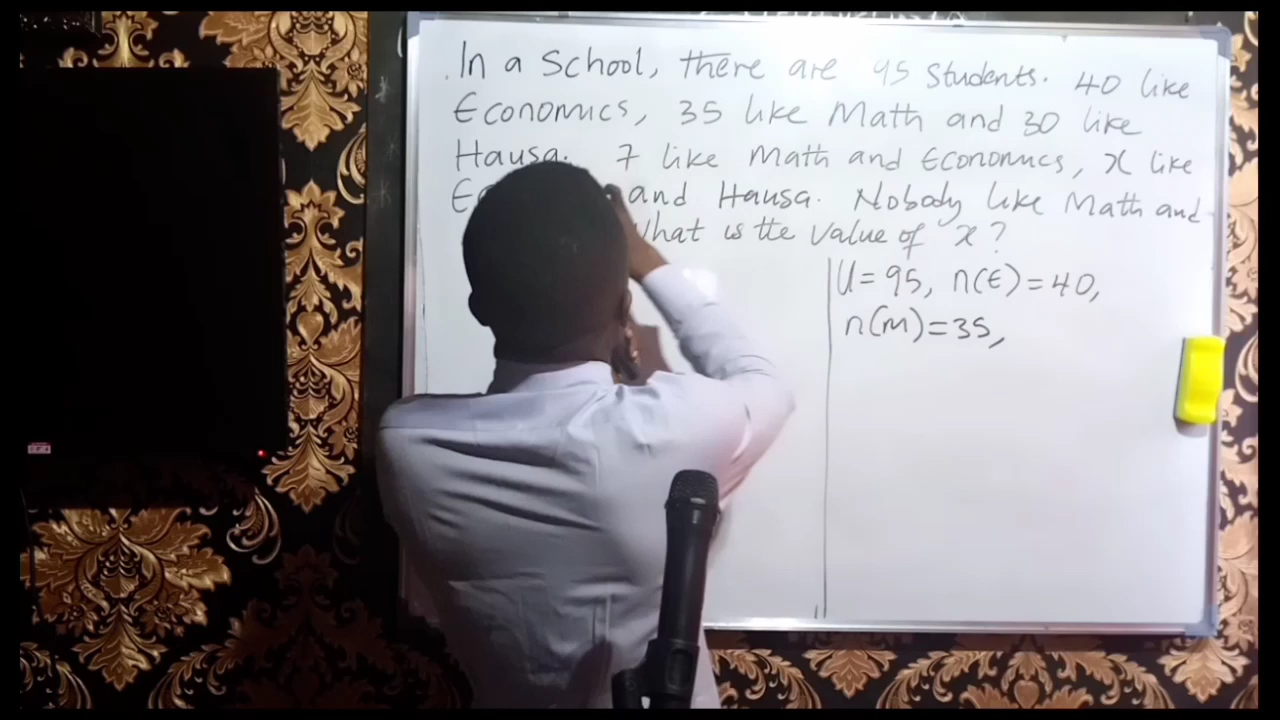 In a School, there are 95 Students. 40 like
Economics, 35 like Math and 30 like
Hausa. 7 like Math and Economics, x like
and Hausa. Nobody like Math and
What is the value of x?
U = 95, n(E) = 40,
n(M) = 35,